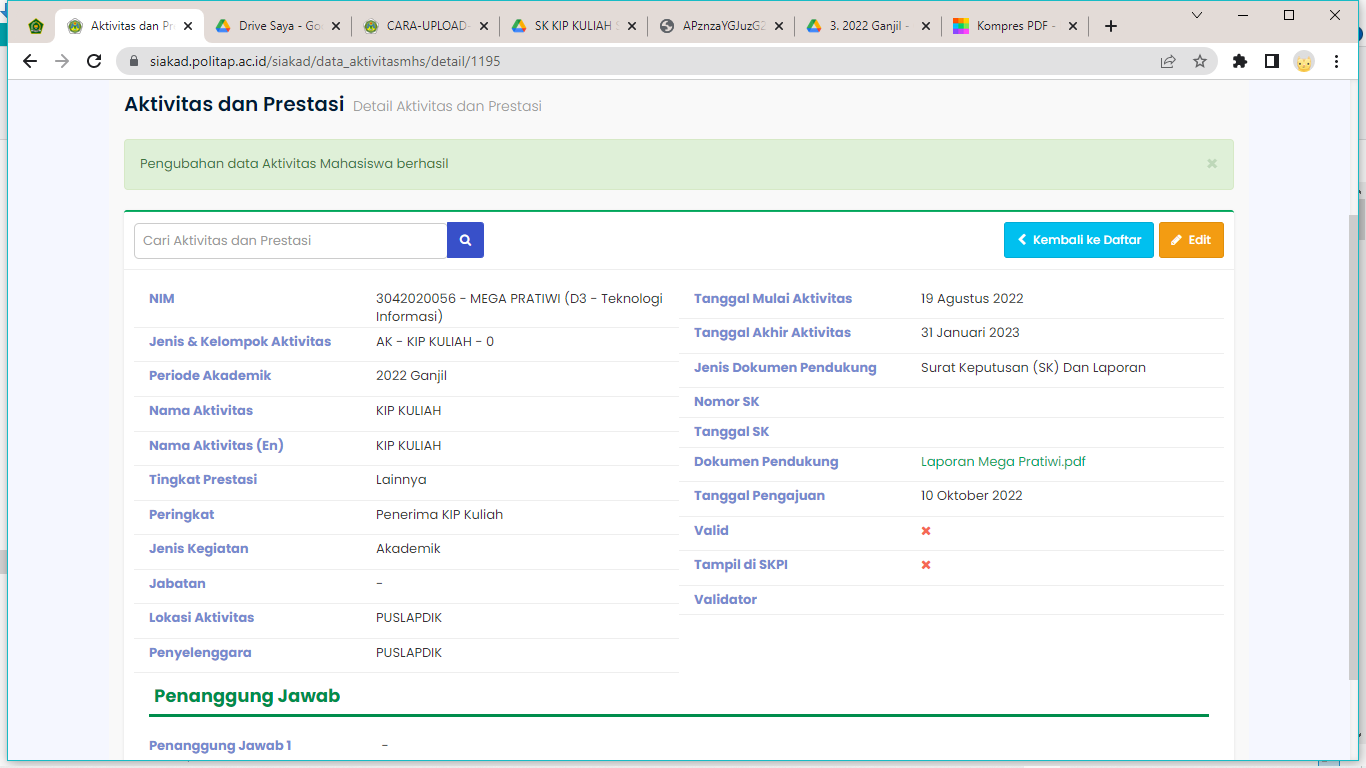 Aktivitas dan Pr
Drive Saya - Go
CARA-UPLOAD-
SK KIP KULIAH S
APznzaYGJuzG2
3. 2022 Ganjil -
Kompres PDF -
siakad.politap.ac.id/siakad/data_aktivitasmhs/detail/1195
Aktivitas dan Prestasi Detail Aktivitas dan Prestasi
Pengubahan data Aktivitas Mahasiswa berhasil
Cari Aktivitas dan Prestasi
Kembali ke Daftar
Edit
NIM 3042020056 - MEGA PRATIWI (D3 - Teknologi
Informasi)
Jenis & Kelompok Aktivitas AK - KIP KULIAH - 0
Periode Akademik 2022 Ganjil
Nama Aktivitas KIP KULIAH
Nama Aktivitas (En) KIP KULIAH
Tingkat Prestasi Lainnya
Peringkat Penerima KIP Kuliah
Jenis Kegiatan Akademik
Jabatan -
Lokasi Aktivitas PUSLAPDIK
Penyelenggara PUSLAPDIK
Tanggal Mulai Aktivitas 19 Agustus 2022
Tanggal Akhir Aktivitas 31 Januari 2023
Jenis Dokumen Pendukung Surat Keputusan (SK) Dan Laporan
Nomor SK
Tanggal SK
Dokumen Pendukung Laporan Mega Pratiwi.pdf
Tanggal Pengajuan 10 Oktober 2022
Valid
Tampil di SKPI
Validator
Penanggung Jawab
Penanggung Jawab 1 -